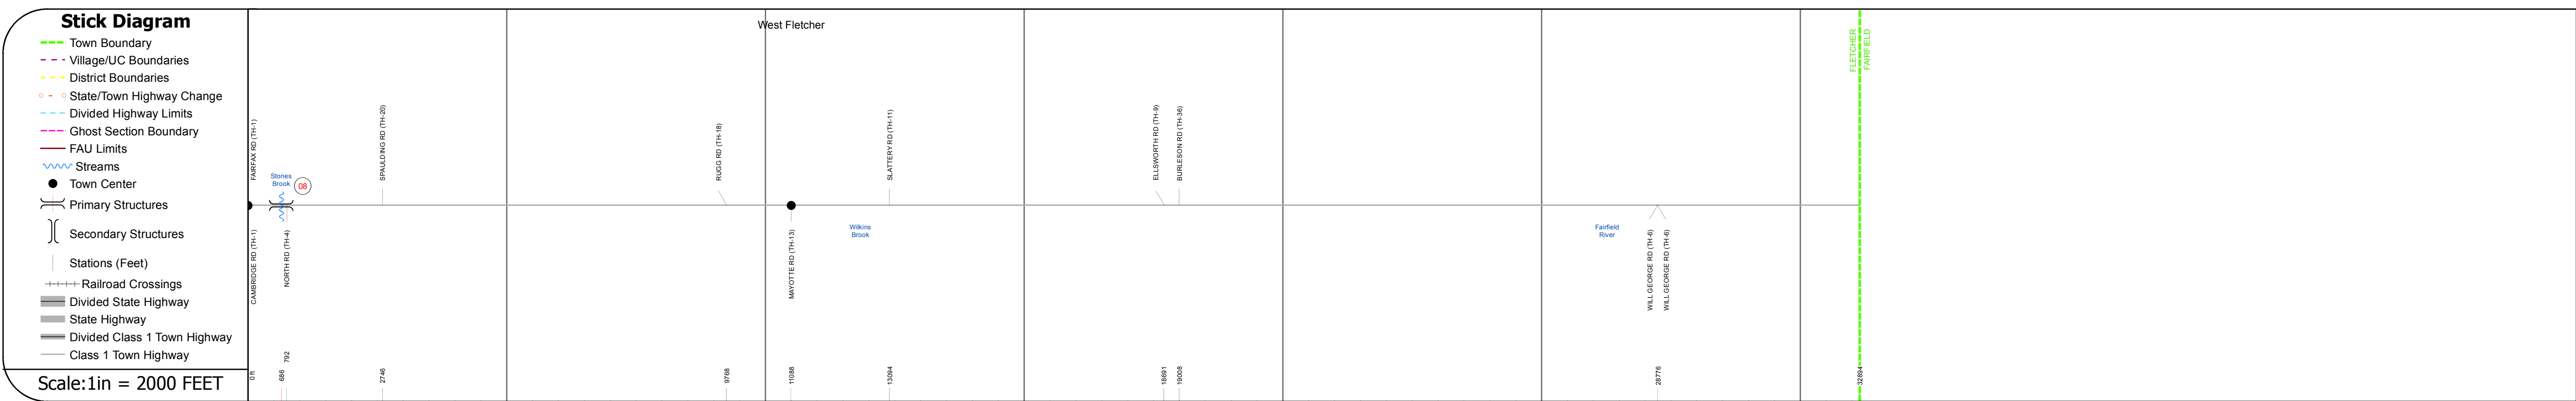 Stick Diagram
Town Boundary
Village/UC Boundaries
District Boundaries
State/Town Highway Change
Divided Highway Limits
Ghost Section Boundary
FAU Limits
Streams
Town Center
Primary Structures
Secondary Structures
Stations (Feet)
Railroad Crossings
Divided State Highway
State Highway
Divided Class 1 Town Highway
Class 1 Town Highway
Scale:1in = 2000 FEET
West Fletcher
FLETCHER
FAIRFIELD
FAIRFAX RD (TH-1)
SPAULDING RD (TH-20)
RUGG RD (TH-18)
SLATTERY RD (TH-11)
ELLSWORTH RD (TH-9)
BURLESON RD (TH-36)
Stones
Brook
08
CAMBRIDGE RD (TH-1)
NORTH RD (TH-4)
MAYOTTE RD (TH-13)
Wilkins
Brook
Fairfield
River
WILL GEORGE RD (TH-6)
WILL GEORGE RD (TH-6)
0 ft
686
792
2746
9768
11088
13094
18691
19008
28776
32894